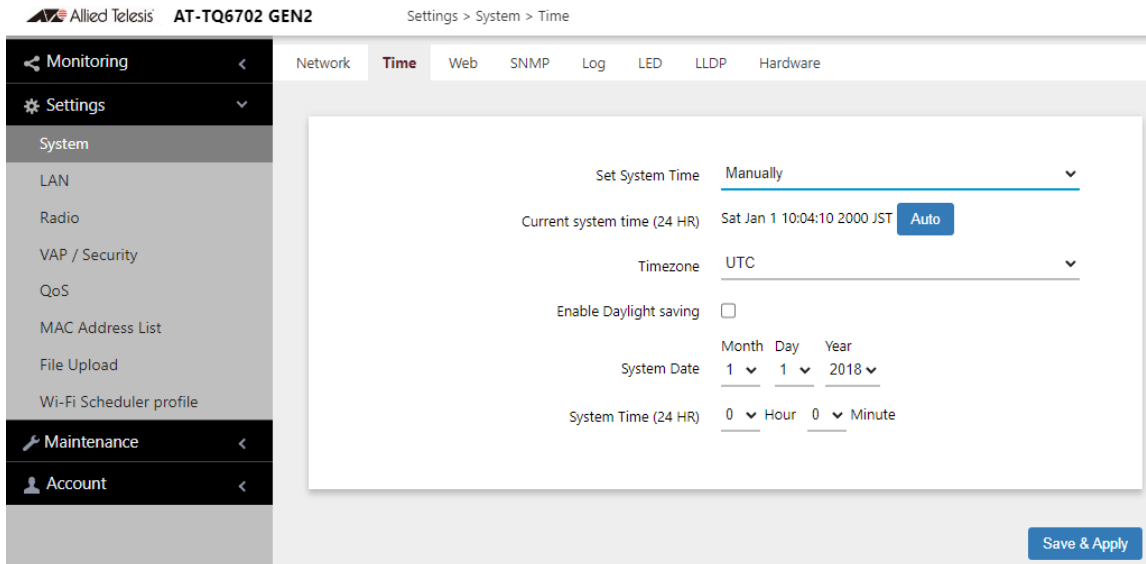 Allied Telesis AT-TQ6702 GEN2 Settings > System > Time
Monitoring
Settings
System
LAN
Radio
VAP / Security
QoS
MAC Address List
File Upload
Wi-Fi Scheduler profile
Maintenance
Account
Network Time Web SNMP Log LED LLDP Hardware
Set System Time Manually
Current system time (24 HR) Sat Jan 1 10:04:10 2000 JST Auto
Timezone UTC
Enable Daylight saving
Month Day Year
System Date 1 1 2018
System Time (24 HR) 0 Hour 0 Minute
Save & Apply